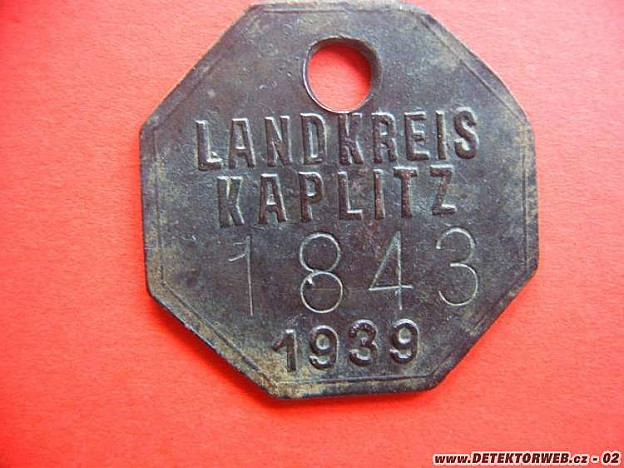 LANDKREIS
KAPLITZ
1843
1939
www.DETEKTORWEB.cz - 02